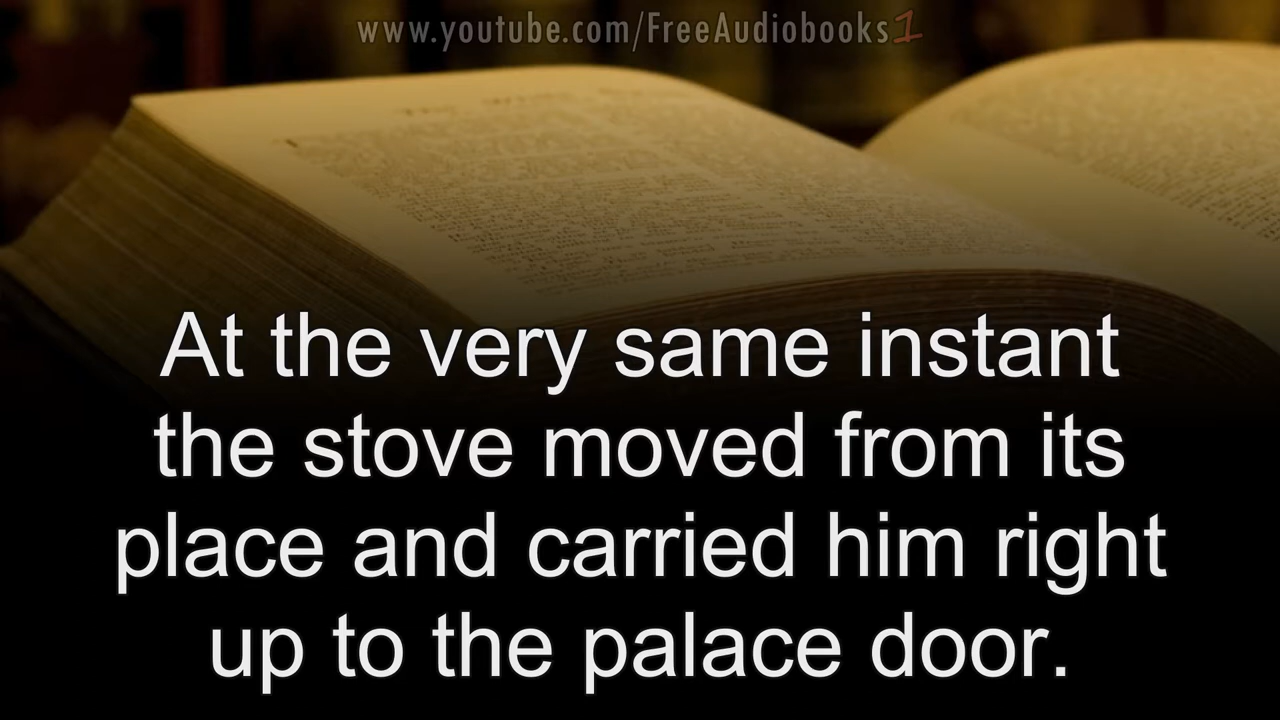 www.youtube.com/FreeAudiobooks1
At the very same instant
the stove moved from its
place and carried him right
up to the palace door.